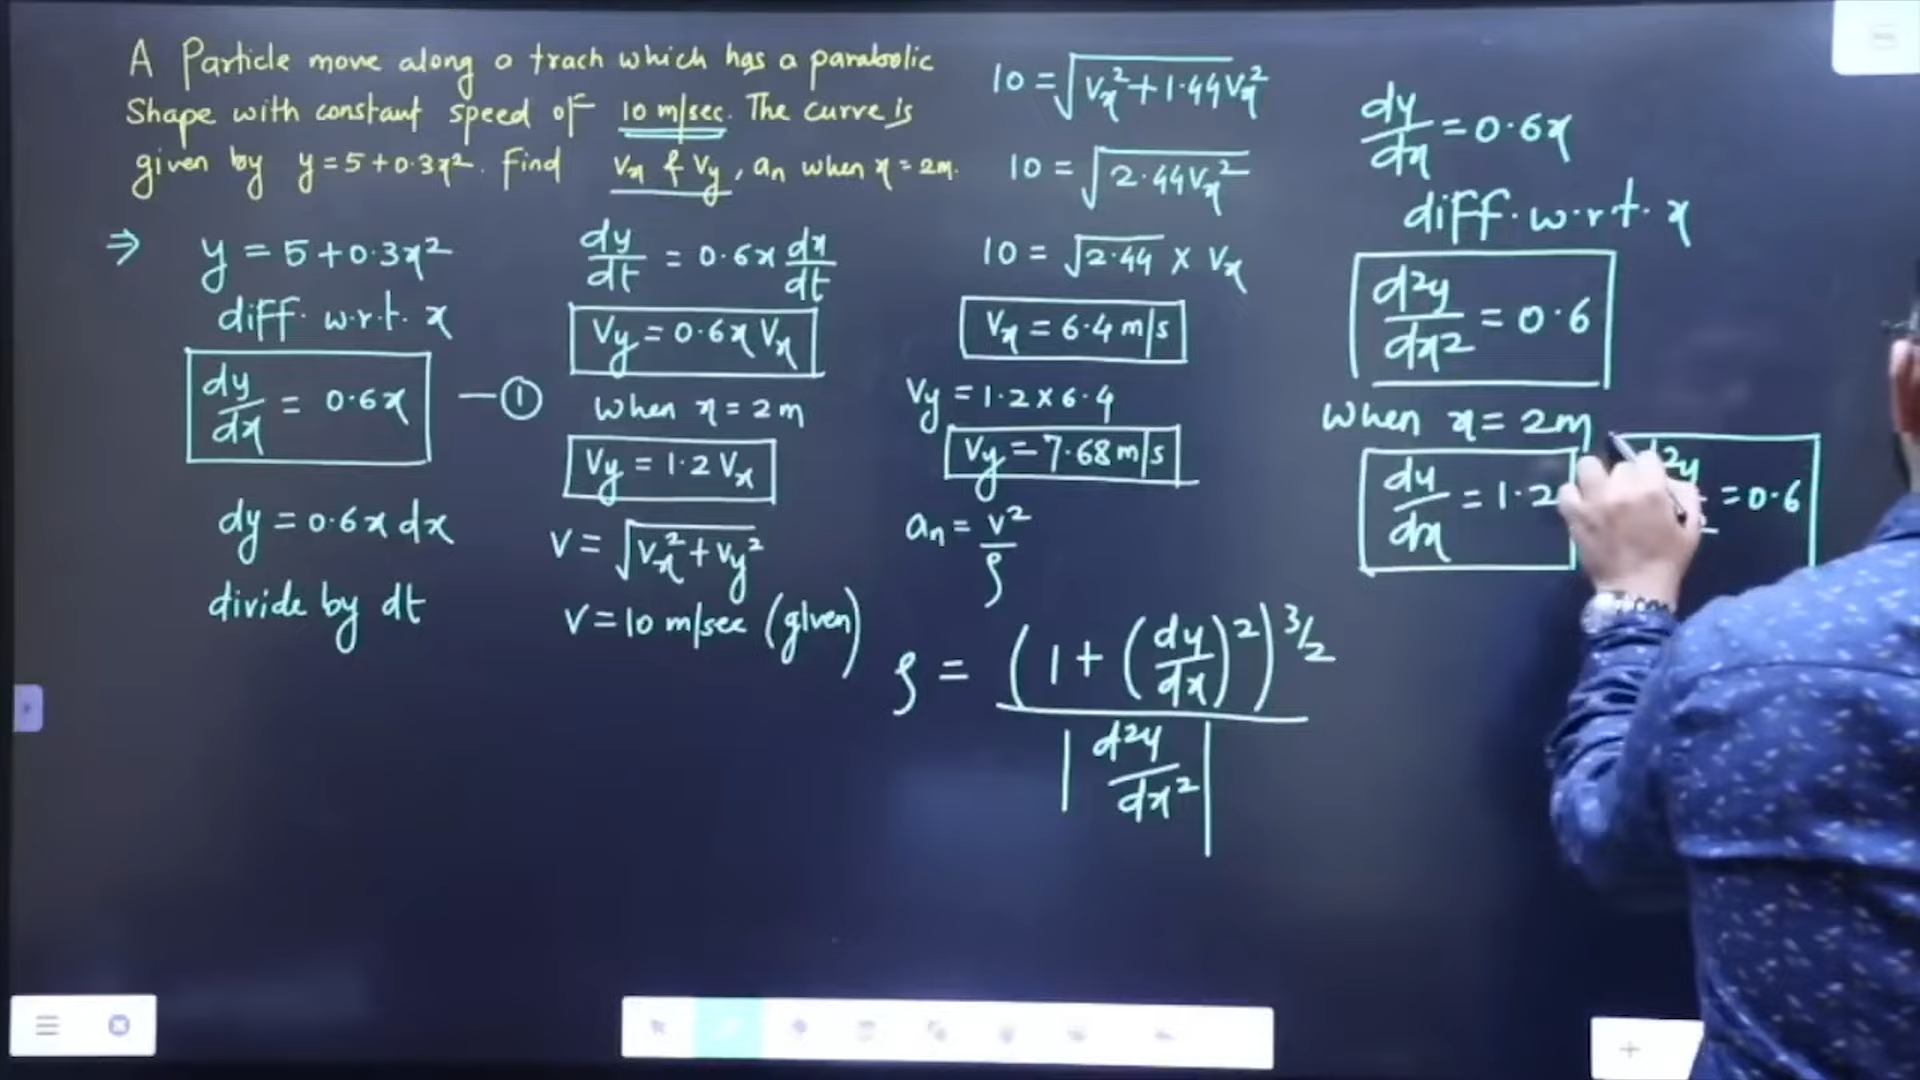 A Particle move along a trach which has a parabolic
Shape with constant speed of 10 m/sec. The curve is
given by y = 5 + 0.3x². Find Vx & Vy, an when x = 2m.
⇒ y = 5 + 0.3x²
diff. w.r.t. x
dy/dx = 0.6x —①
dy = 0.6x dx
divide by dt
dy/dt = 0.6x dx/dt
Vy = 0.6x Vx
when x = 2m
Vy = 1.2 Vx
V = √(Vx² + Vy²)
V = 10 m/sec (given)
10 = √(Vx² + 1.44Vx²)
10 = √(2.44Vx²)
10 = √2.44 × Vx
Vx = 6.4 m/s
Vy = 1.2 × 6.4
Vy = 7.68 m/s
an = v²/ρ
ρ = (1 + (dy/dx)²)^3/2 / |d²y/dx²|
dy/dx = 0.6x
diff. w.r.t. x
d²y/dx² = 0.6
when x = 2m
dy/dx = 1.2 = 0.6